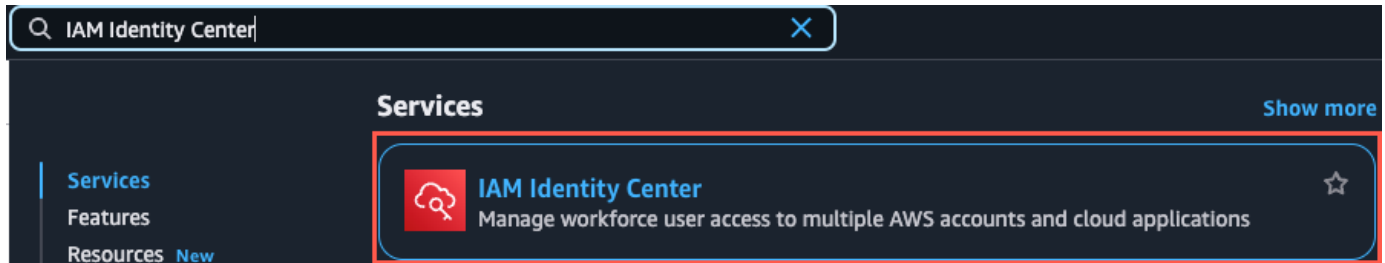 IAM Identity Center
Services
Show more
Services
Features
Resources New
IAM Identity Center
Manage workforce user access to multiple AWS accounts and cloud applications